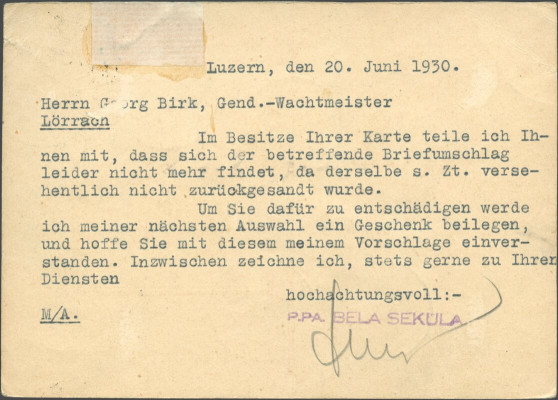 Luzern, den 20. Juni 1930.
Herrn Georg Birk, Gend.-Wachtmeister
Lörrach
Im Besitze Ihrer Karte teile ich Ih-
nen mit, dass sich der betreffende Briefumschlag
leider nicht mehr findet, da derselbe s. Zt. verse-
hentlich nicht zurückgesandt wurde.
Um Sie dafür zu entschädigen werde
ich meiner nächsten Auswahl ein Geschenk beilegen,
und hoffe Sie mit diesem meinem Vorschlage einver-
standen. Inzwischen zeichne ich, stets gerne zu Ihren
Diensten
hochachtungsvoll:-
M/A.
P.PA. BELA SEKULA